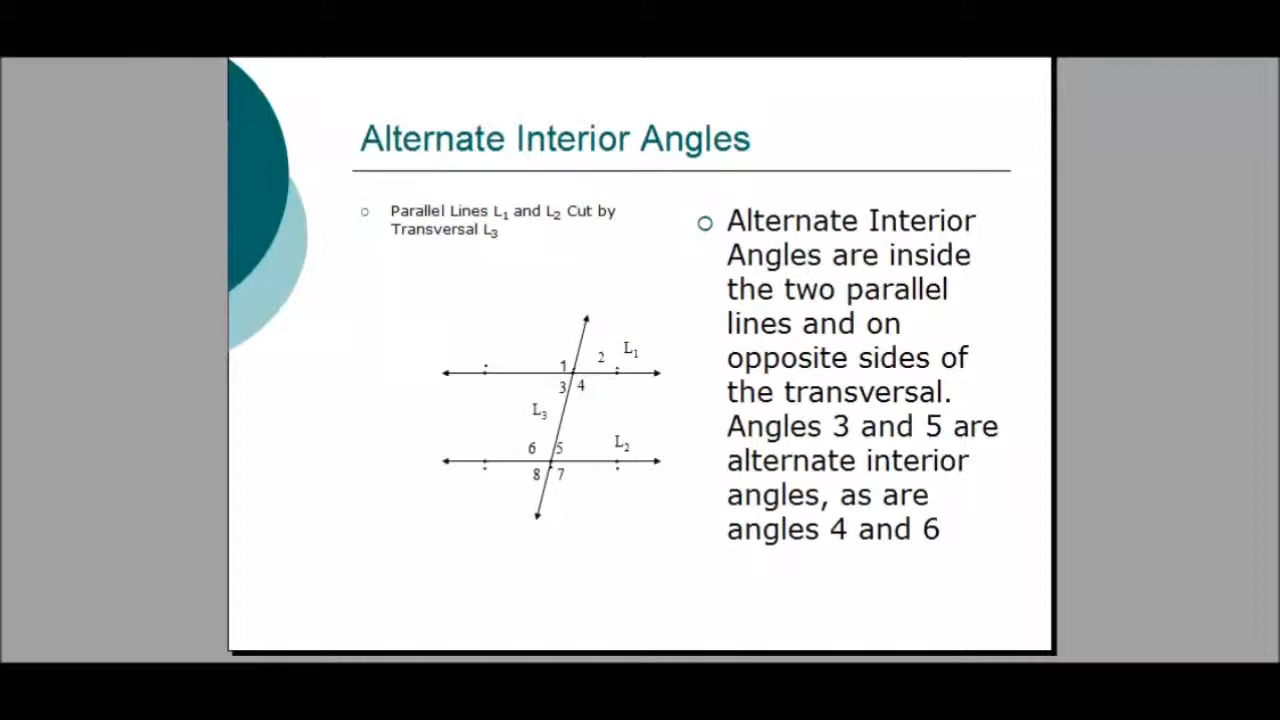 Alternate Interior Angles
Parallel Lines L₁ and L₂ Cut by
Transversal L₃
1 2 L₁
3 4
L₃
6 5 L₂
8 7
Alternate Interior
Angles are inside
the two parallel
lines and on
opposite sides of
the transversal.
Angles 3 and 5 are
alternate interior
angles, as are
angles 4 and 6